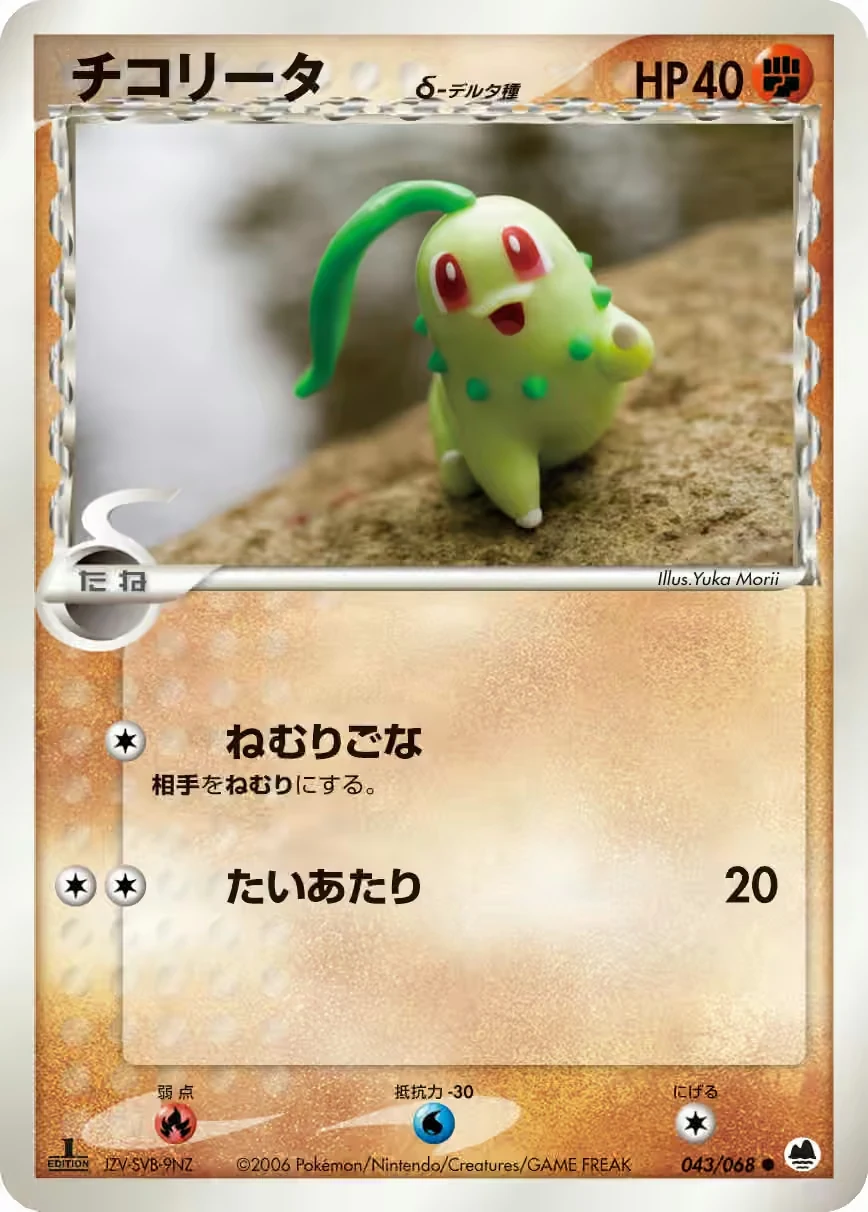 チコリータ δ-デルタ種 HP40
たね
Illus.Yuka Morii
ねむりごな
相手をねむりにする。
たいあたり 20
弱点 抵抗力 -30 にげる
1 EDITION JZV-SVB-9NZ ©2006 Pokémon/Nintendo/Creatures/GAME FREAK 043/068